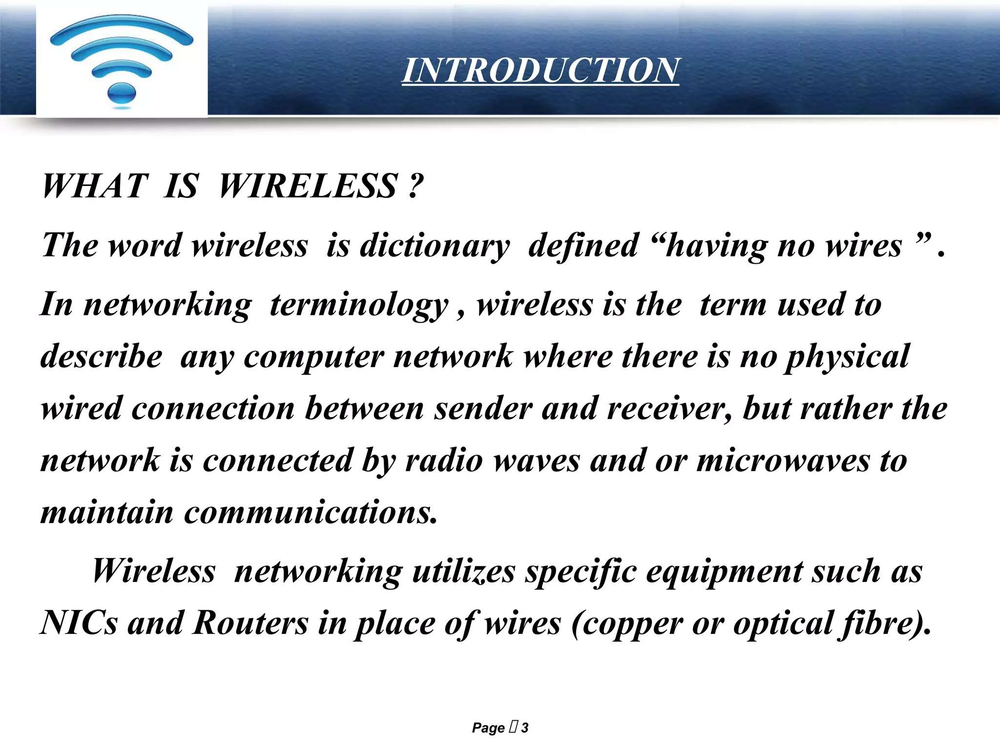 INTRODUCTION
WHAT IS WIRELESS ?
The word wireless is dictionary defined “having no wires ” .
In networking terminology , wireless is the term used to
describe any computer network where there is no physical
wired connection between sender and receiver, but rather the
network is connected by radio waves and or microwaves to
maintain communications.
Wireless networking utilizes specific equipment such as
NICs and Routers in place of wires (copper or optical fibre).
Page  3